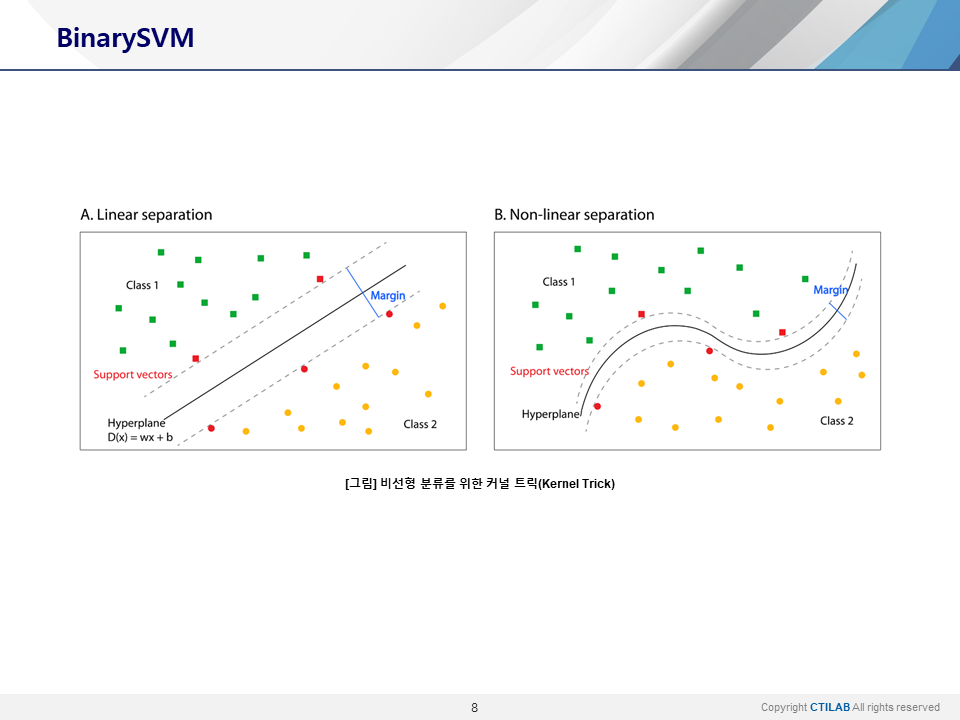 BinarySVM
A. Linear separation
Class 1
Margin
Support vectors
Hyperplane
D(x) = wx + b
Class 2
B. Non-linear separation
Class 1
Margin
Support vectors
Hyperplane
Class 2
[그림] 비선형 분류를 위한 커널 트릭(Kernel Trick)
8
Copyright CTILAB All rights reserved